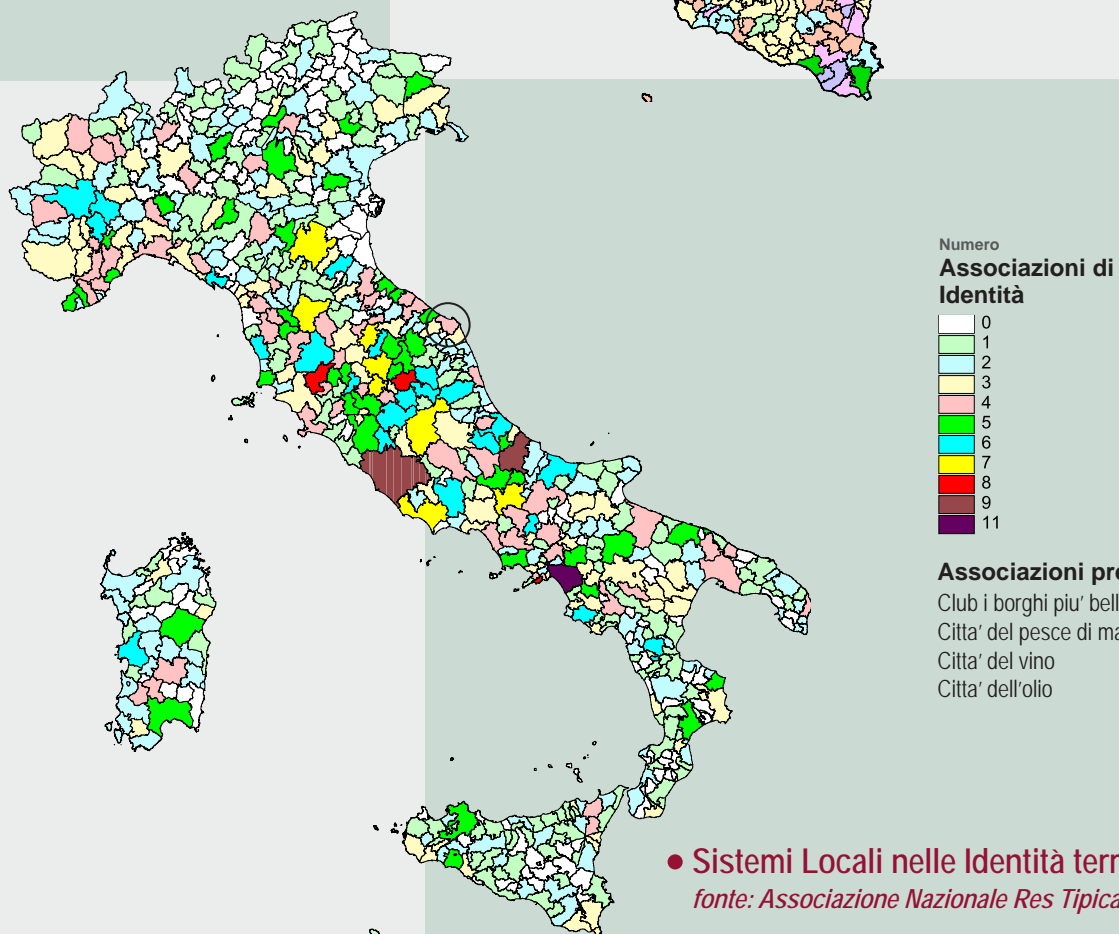 Numero
Associazioni di
Identità
0
1
2
3
4
5
6
7
8
9
11
Associazioni pre
Club i borghi piu' bell
Citta' del pesce di ma
Citta' del vino
Citta' dell'olio
• Sistemi Locali nelle Identità terr
fonte: Associazione Nazionale Res Tipica